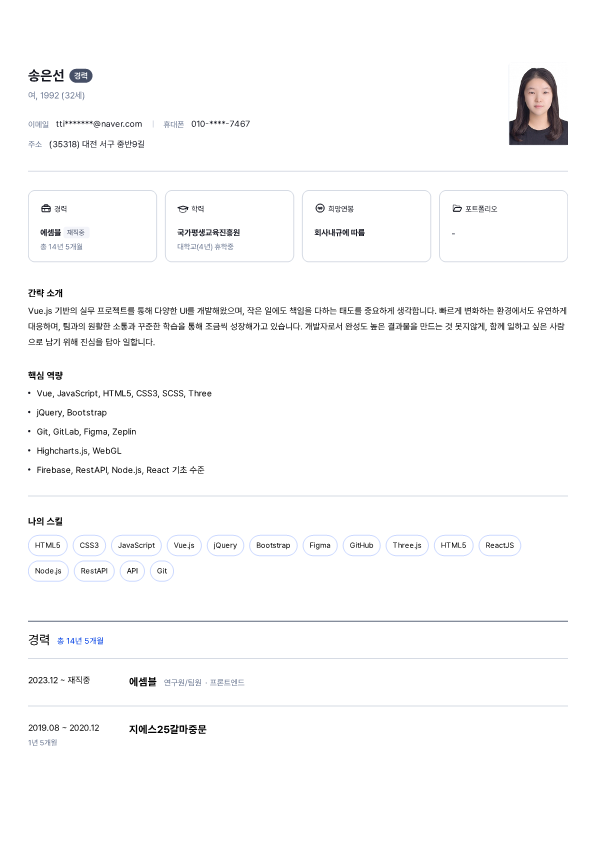 송은선 경력
여, 1992 (32세)
이메일 tti*******@naver.com | 휴대폰 010-****-7467
주소 (35318) 대전 서구 중반9길
경력
에셈블 재직중
총 14년 5개월
학력
국가평생교육진흥원
대학교(4년) 휴학중
희망연봉
회사내규에 따름
포트폴리오
-
간략 소개
Vue.js 기반의 실무 프로젝트를 통해 다양한 UI를 개발해왔으며, 작은 일에도 책임을 다하는 태도를 중요하게 생각합니다. 빠르게 변화하는 환경에서도 유연하게
대응하며, 팀과의 원활한 소통과 꾸준한 학습을 통해 조금씩 성장해가고 있습니다. 개발자로서 완성도 높은 결과물을 만드는 것 못지않게, 함께 일하고 싶은 사람
으로 남기 위해 진심을 담아 일합니다.
핵심 역량
• Vue, JavaScript, HTML5, CSS3, SCSS, Three
• jQuery, Bootstrap
• Git, GitLab, Figma, Zeplin
• Highcharts.js, WebGL
• Firebase, RestAPI, Node.js, React 기초 수준
나의 스킬
HTML5 CSS3 JavaScript Vue.js jQuery Bootstrap Figma GitHub Three.js HTML5 ReactJS
Node.js RestAPI API Git
경력 총 14년 5개월
2023.12 ~ 재직중 에셈블 연구원/팀원 · 프론트엔드
2019.08 ~ 2020.12 지에스25갈마중문
1년 5개월